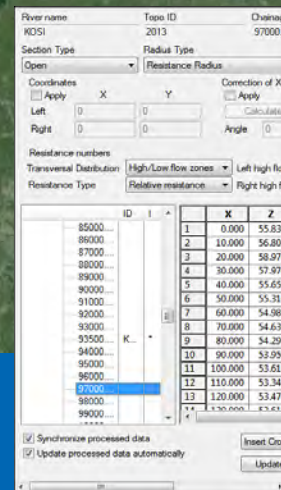 River name Topo ID Chainag
KOSI 2013 97000
Section Type Radius Type
Open Resistance Radius
Coordinates Correction of X
Apply X Y Apply
Left 0 0 Calculate
Right 0 0 Angle 0
Resistance numbers
Transversal Distribution High/Low flow zones Left high flo
Resistance Type Relative resistance Right high f
ID I X Z
85000.... 1 0.000 55.83
86000.... 2 10.000 56.80
87000.... 3 20.000 58.97
88000.... 4 30.000 57.97
89000.... 5 40.000 55.65
90000.... 6 50.000 55.31
91000.... 7 60.000 54.98
92000.... 8 70.000 54.63
93000.... 9 80.000 54.29
93500.... K... * 10 90.000 53.95
94000.... 11 100.000 53.61
95000.... 12 110.000 53.34
96000.... 13 120.000 53.47
97000....
98000....
99000....
Synchronize processed data Insert Cro
Update processed data automatically Update